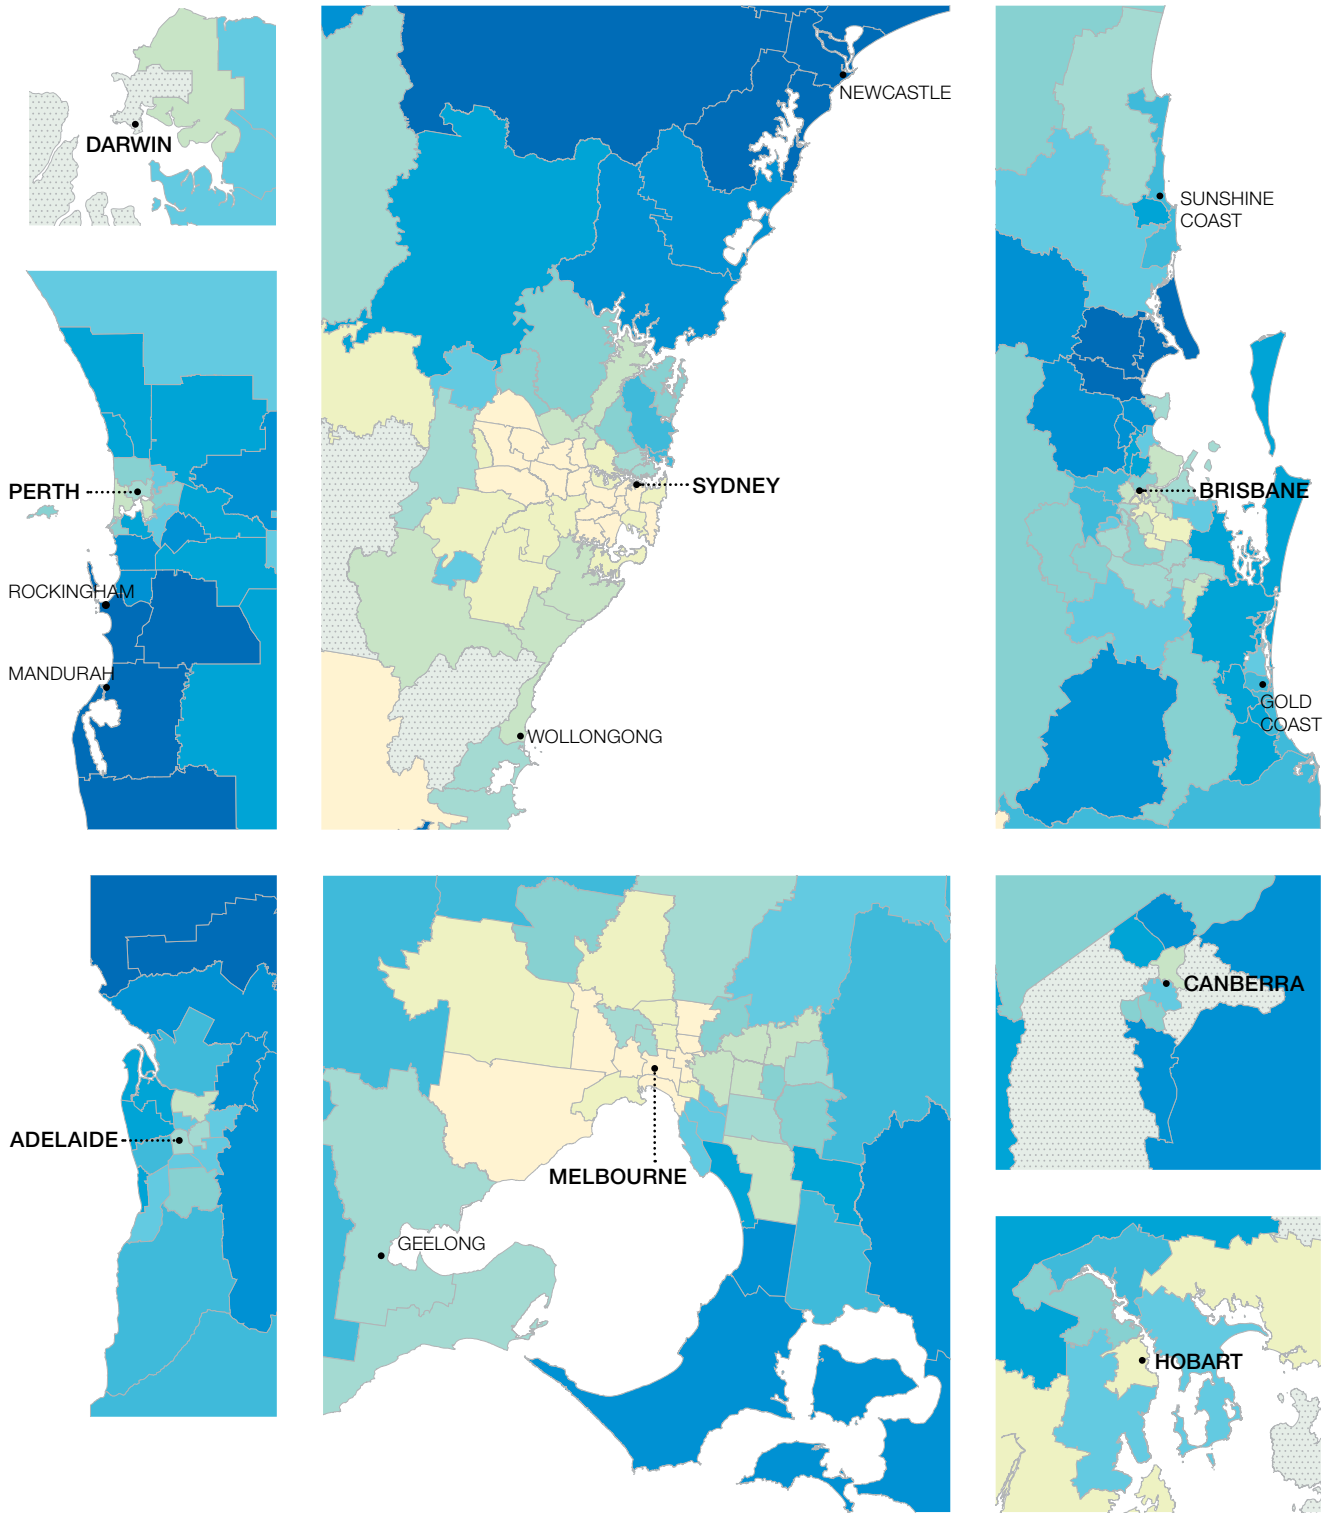 DARWIN
NEWCASTLE
SUNSHINE
COAST
PERTH
SYDNEY
BRISBANE
ROCKINGHAM
MANDURAH
WOLLONGONG
GOLD
COAST
ADELAIDE
MELBOURNE
GEELONG
CANBERRA
HOBART